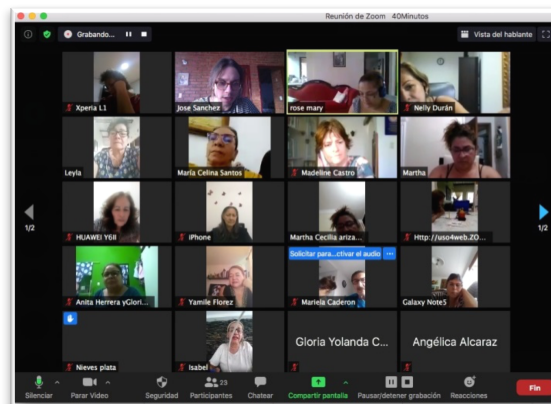 Reunión de Zoom 40Minutos
Grabando...
Vista del hablante
Xperia L1
Jose Sanchez
rose mary
Nelly Durán
Leyla
María Celina Santos
Madeline Castro
Martha
1/2
1/2
HUAWEI Y6II
iPhone
Martha Cecilia ariza...
Http://uso4web.ZO...
Solicitar para...ctivar el audio ...
Anita Herrera yGlori...
Yamile Florez
Mariela Caderon
Galaxy Note5
Nieves plata
Isabel
Gloria Yolanda C...
Angélica Alcaraz
Silenciar
Parar Video
Seguridad
23
Participantes
Chatear
Compartir pantalla
Pausar/detener grabación
Reacciones
Fin